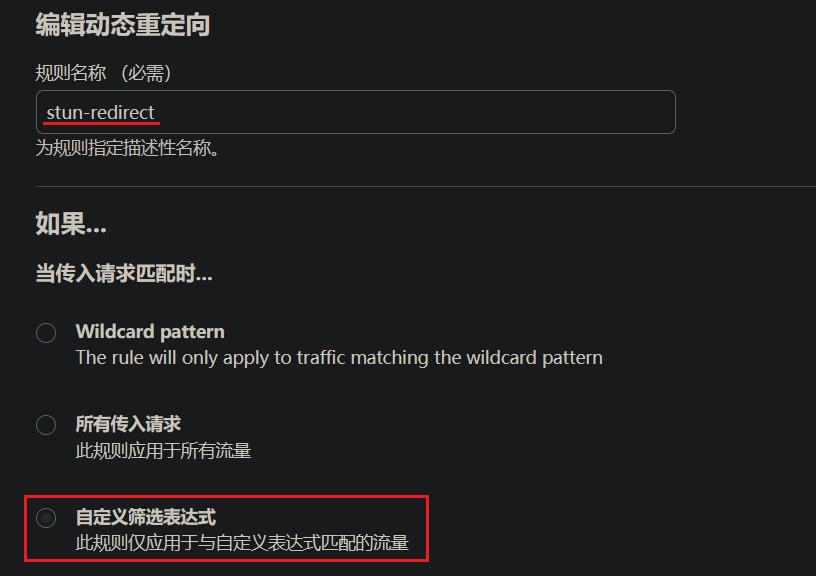 编辑动态重定向
规则名称 （必需）
stun-redirect
为规则指定描述性名称。
如果...
当传入请求匹配时...
Wildcard pattern
The rule will only apply to traffic matching the wildcard pattern
所有传入请求
此规则应用于所有流量
自定义筛选表达式
此规则仅应用于与自定义表达式匹配的流量